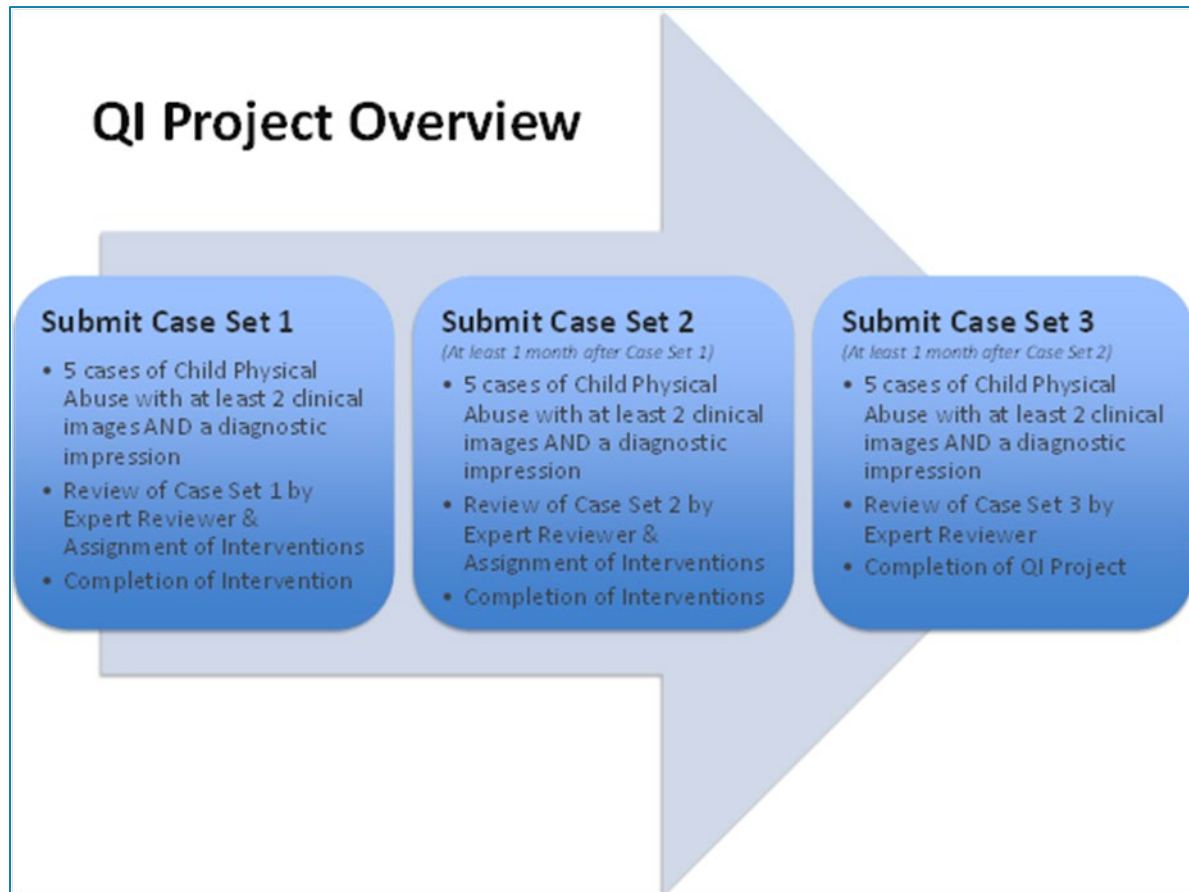 QI Project Overview
Submit Case Set 1
• 5 cases of Child Physical
Abuse with at least 2 clinical
images AND a diagnostic
impression
• Review of Case Set 1 by
Expert Reviewer &
Assignment of Interventions
• Completion of Intervention
Submit Case Set 2
(At least 1 month after Case Set 1)
• 5 cases of Child Physical
Abuse with at least 2 clinical
images AND a diagnostic
impression
• Review of Case Set 2 by
Expert Reviewer &
Assignment of Interventions
• Completion of Interventions
Submit Case Set 3
(At least 1 month after Case Set 2)
• 5 cases of Child Physical
Abuse with at least 2 clinical
images AND a diagnostic
impression
• Review of Case Set 3 by
Expert Reviewer
• Completion of QI Project